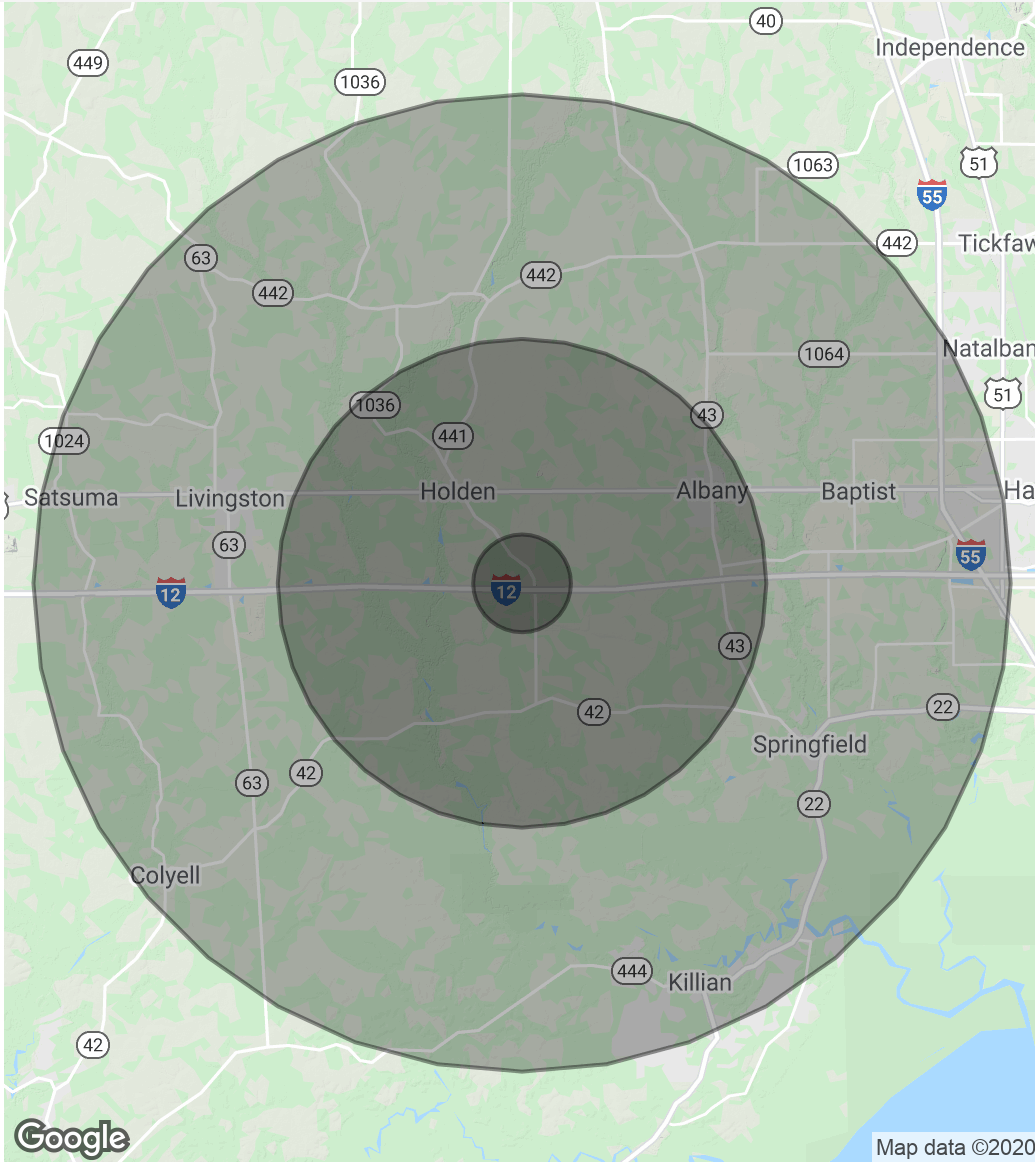 40
Independence
449
1036
1063
51
55
63
442
442
442
Tickfaw
1064
Natalban
51
1036
43
441
1024
Satsuma
Livingston
Holden
Albany
Baptist
Ha
63
55
12
12
43
42
22
Springfield
63
42
22
Colyell
444
Killian
42
Google
Map data ©2020